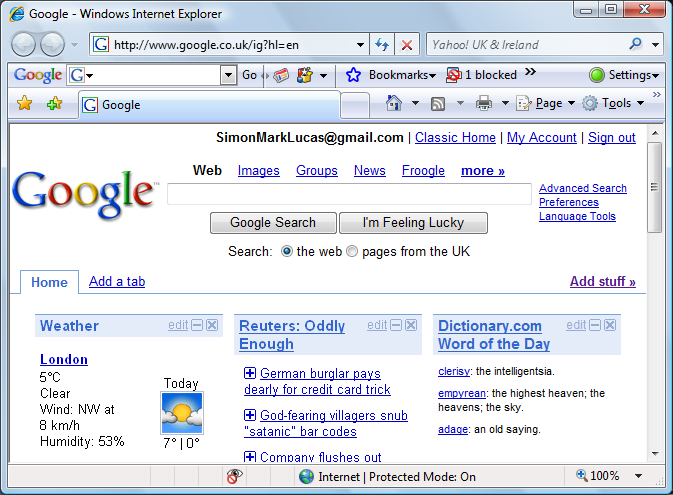 Google - Windows Internet Explorer
http://www.google.co.uk/ig?hl=en
Yahoo! UK & Ireland
Google G Go Bookmarks 1 blocked » Settings
G Google Page Tools »
SimonMarkLucas@gmail.com | Classic Home | My Account | Sign out
Google™
Web Images Groups News Froogle more »
Advanced Search
Preferences
Language Tools
Google Search I'm Feeling Lucky
Search: the web pages from the UK
Home Add a tab Add stuff »
Weather edit
London
5°C
Clear
Wind: NW at
8 km/h
Humidity: 53%
Today
7° | 0°
Reuters: Oddly
Enough
edit
German burglar pays
dearly for credit card trick
God-fearing villagers snub
"satanic" bar codes
Company flushes out
Dictionary.com
Word of the Day
edit
clerisy: the intelligentsia.
empyrean: the highest heaven; the
heavens; the sky.
adage: an old saying.
Internet | Protected Mode: On
100%